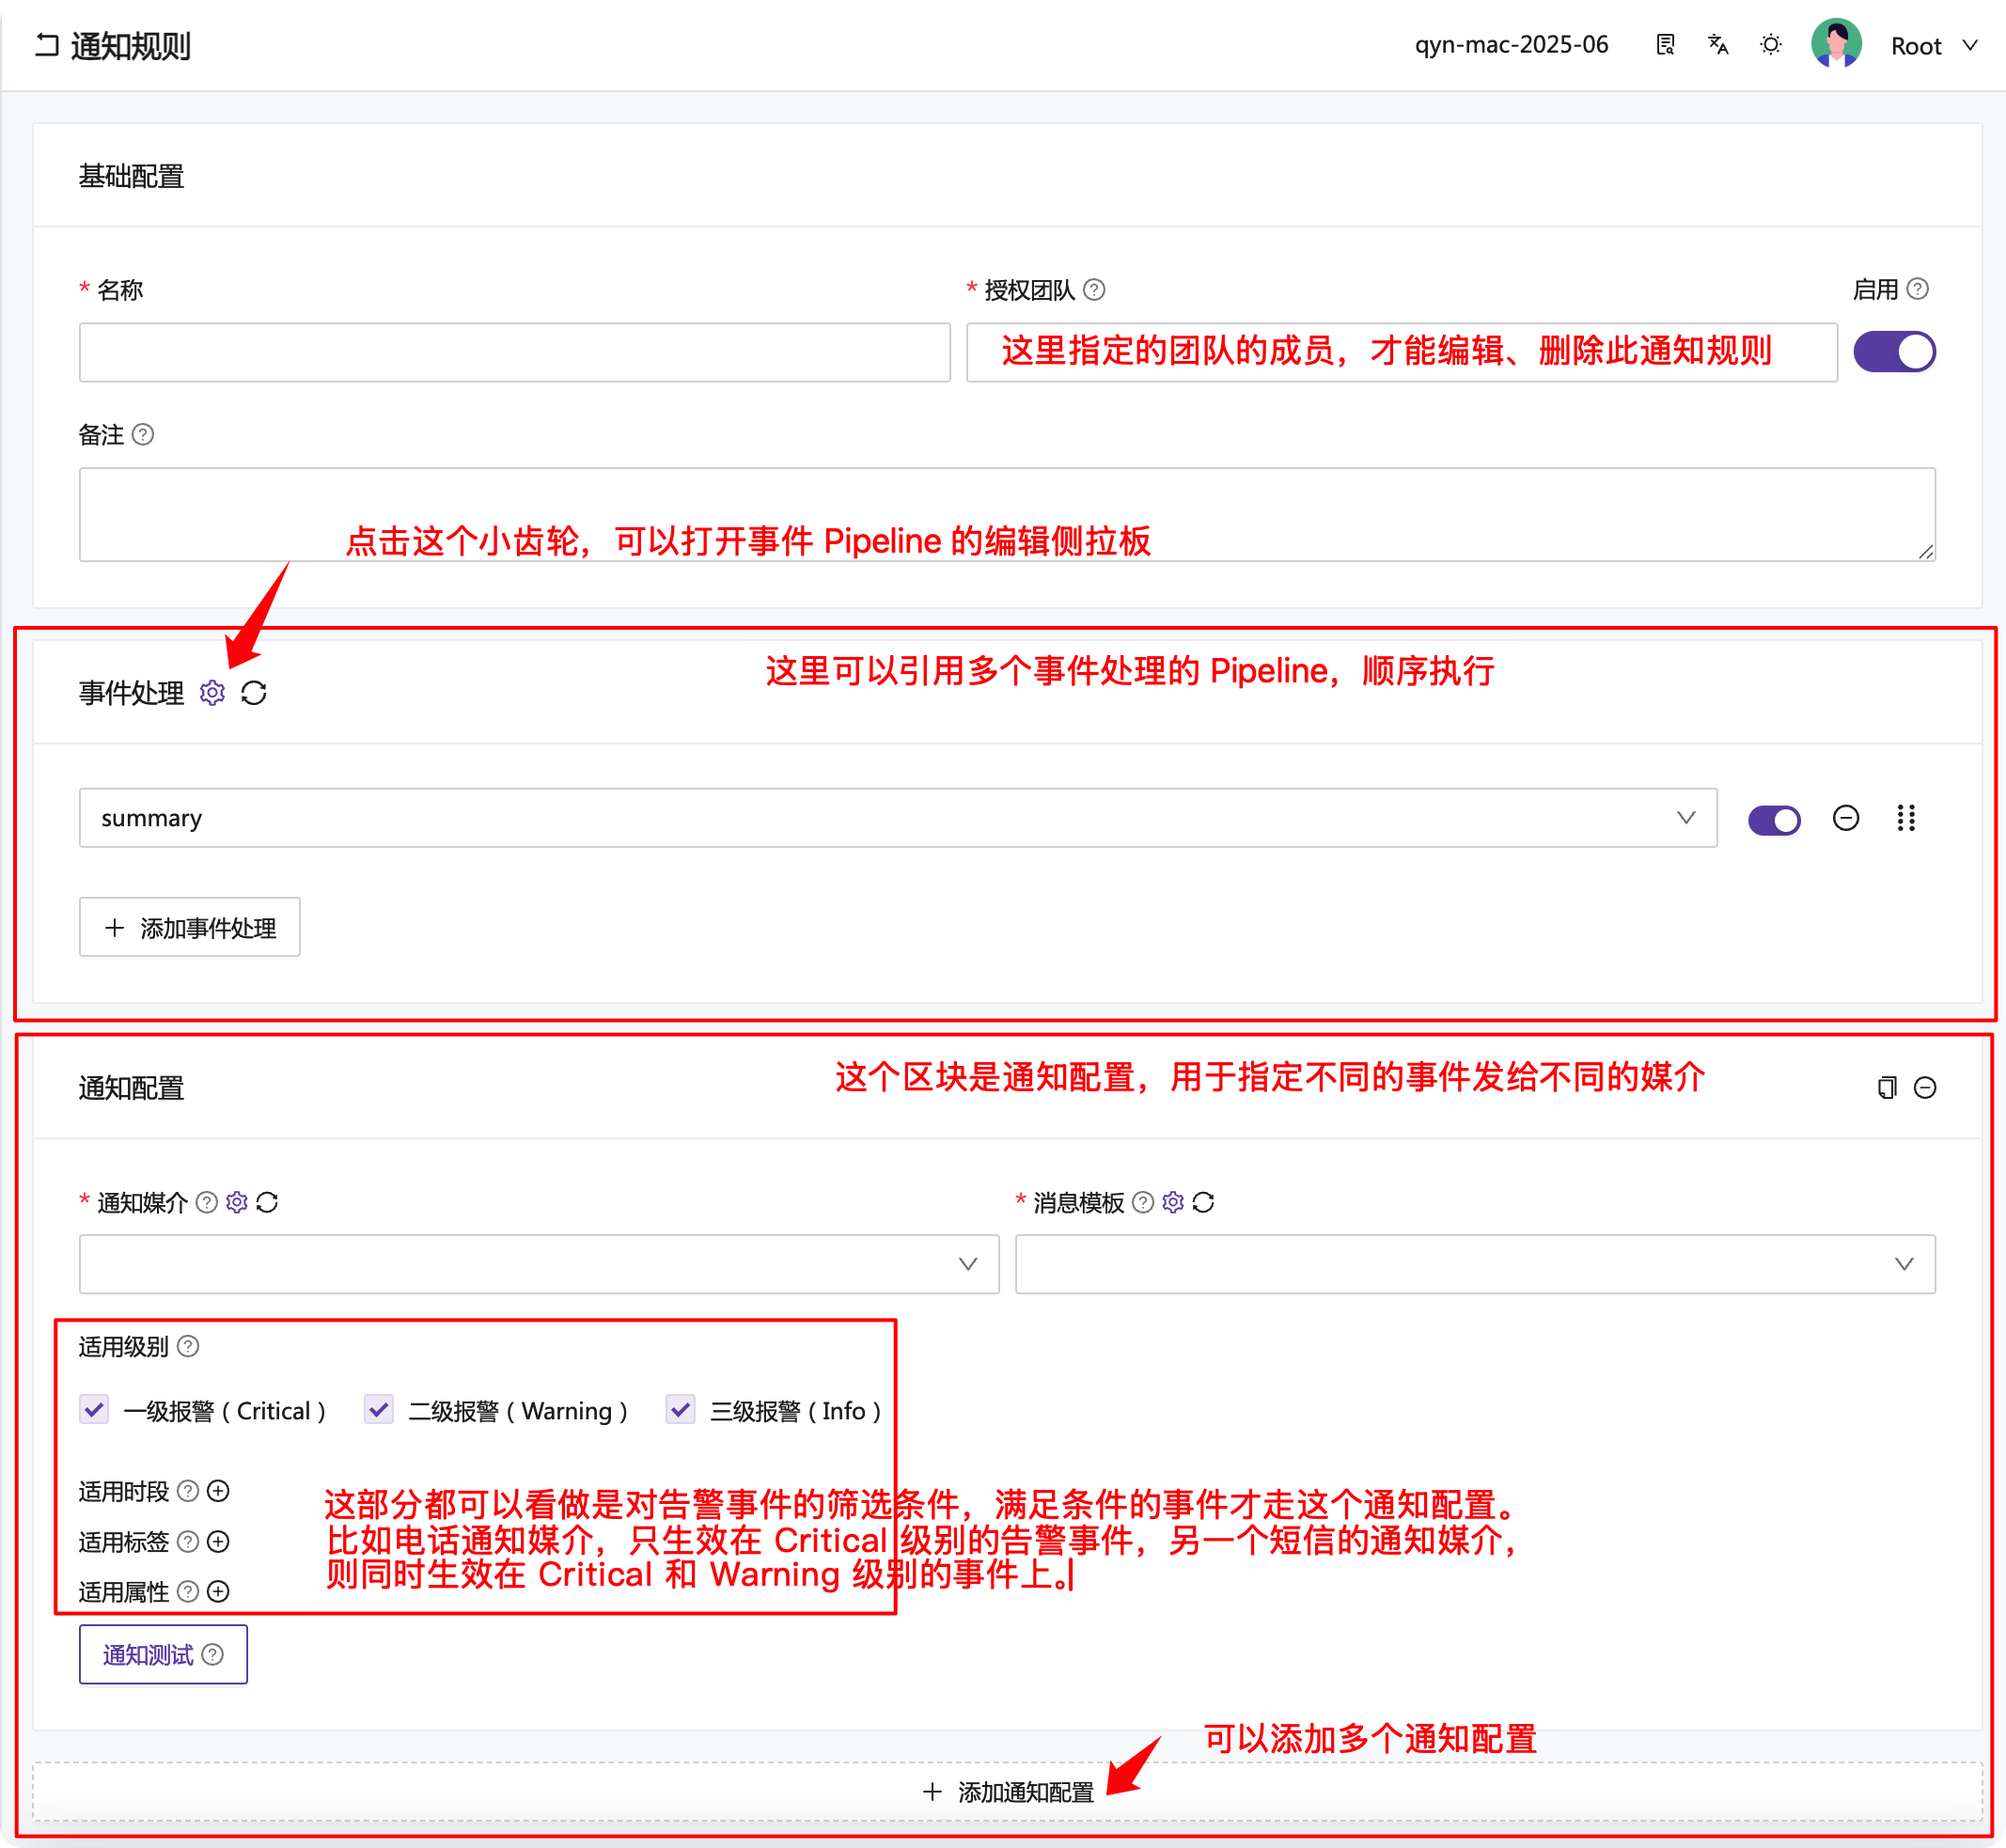 通知规则
qyn-mac-2025-06
Root
基础配置
* 名称
* 授权团队
启用
这里指定的团队的成员，才能编辑、删除此通知规则
备注
点击这个小齿轮，可以打开事件 Pipeline 的编辑侧拉板
这里可以引用多个事件处理的 Pipeline，顺序执行
事件处理
summary
+ 添加事件处理
这个区块是通知配置，用于指定不同的事件发给不同的媒介
通知配置
* 通知媒介
* 消息模板
适用级别
一级报警 ( Critical )
二级报警 ( Warning )
三级报警 ( Info )
适用时段
这部分都可以看做是对告警事件的筛选条件，满足条件的事件才走这个通知配置。
比如电话通知媒介，只生效在 Critical 级别的告警事件，另一个短信的通知媒介，
适用标签
则同时生效在 Critical 和 Warning 级别的事件上。
适用属性
通知测试
可以添加多个通知配置
+ 添加通知配置